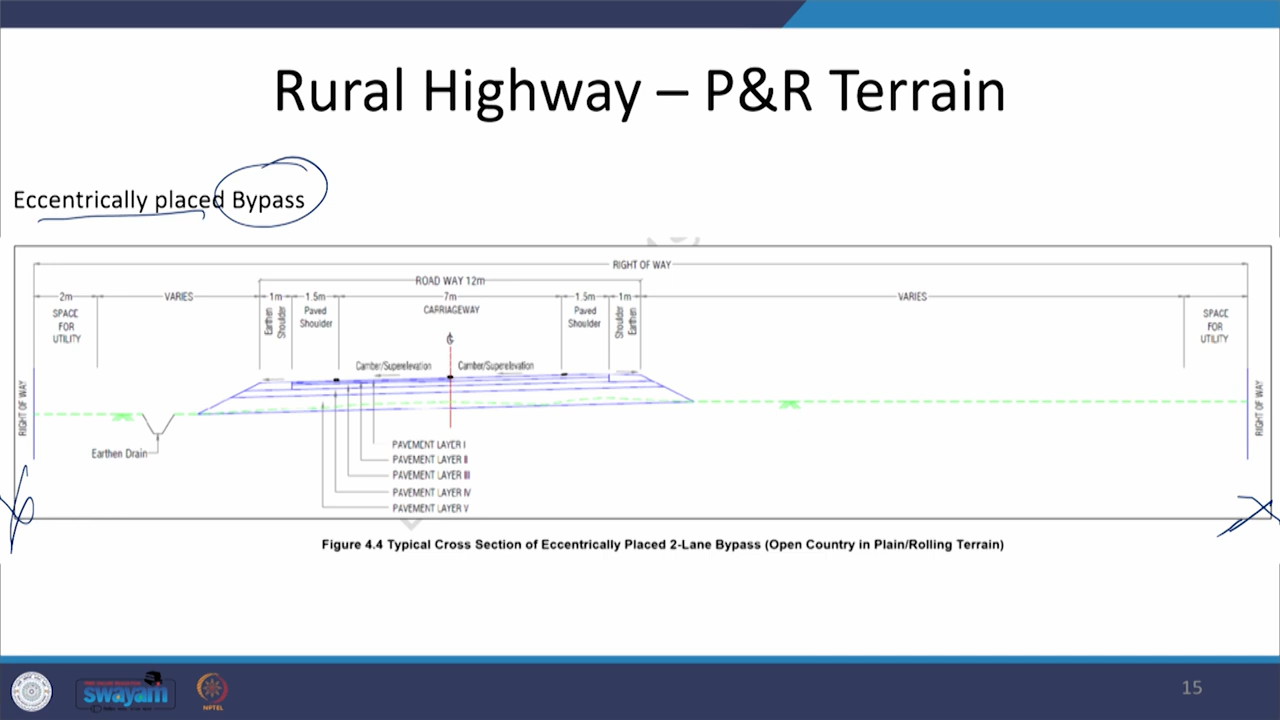 Rural Highway – P&R Terrain
Eccentrically placed Bypass
RIGHT OF WAY
ROAD WAY 12m
2m VARIES 1m 1.5m 7m 1.5m 1m VARIES
SPACE FOR UTILITY
Earthen Shoulder
Paved Shoulder
CARRIAGEWAY
Paved Shoulder
Earthen Shoulder
SPACE FOR UTILITY
Camber/Superelevation Camber/Superelevation
RIGHT OF WAY
RIGHT OF WAY
Earthen Drain
PAVEMENT LAYER I
PAVEMENT LAYER II
PAVEMENT LAYER III
PAVEMENT LAYER IV
PAVEMENT LAYER V
Figure 4.4 Typical Cross Section of Eccentrically Placed 2-Lane Bypass (Open Country in Plain/Rolling Terrain)
swayam
NPTEL
15